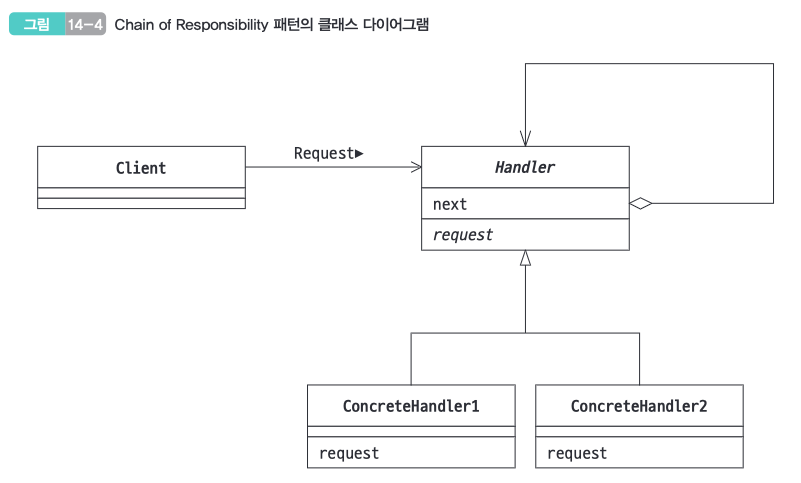 그림 14-4 Chain of Responsibility 패턴의 클래스 다이어그램
Client
Request▶
Handler
next
request
ConcreteHandler1
request
ConcreteHandler2
request